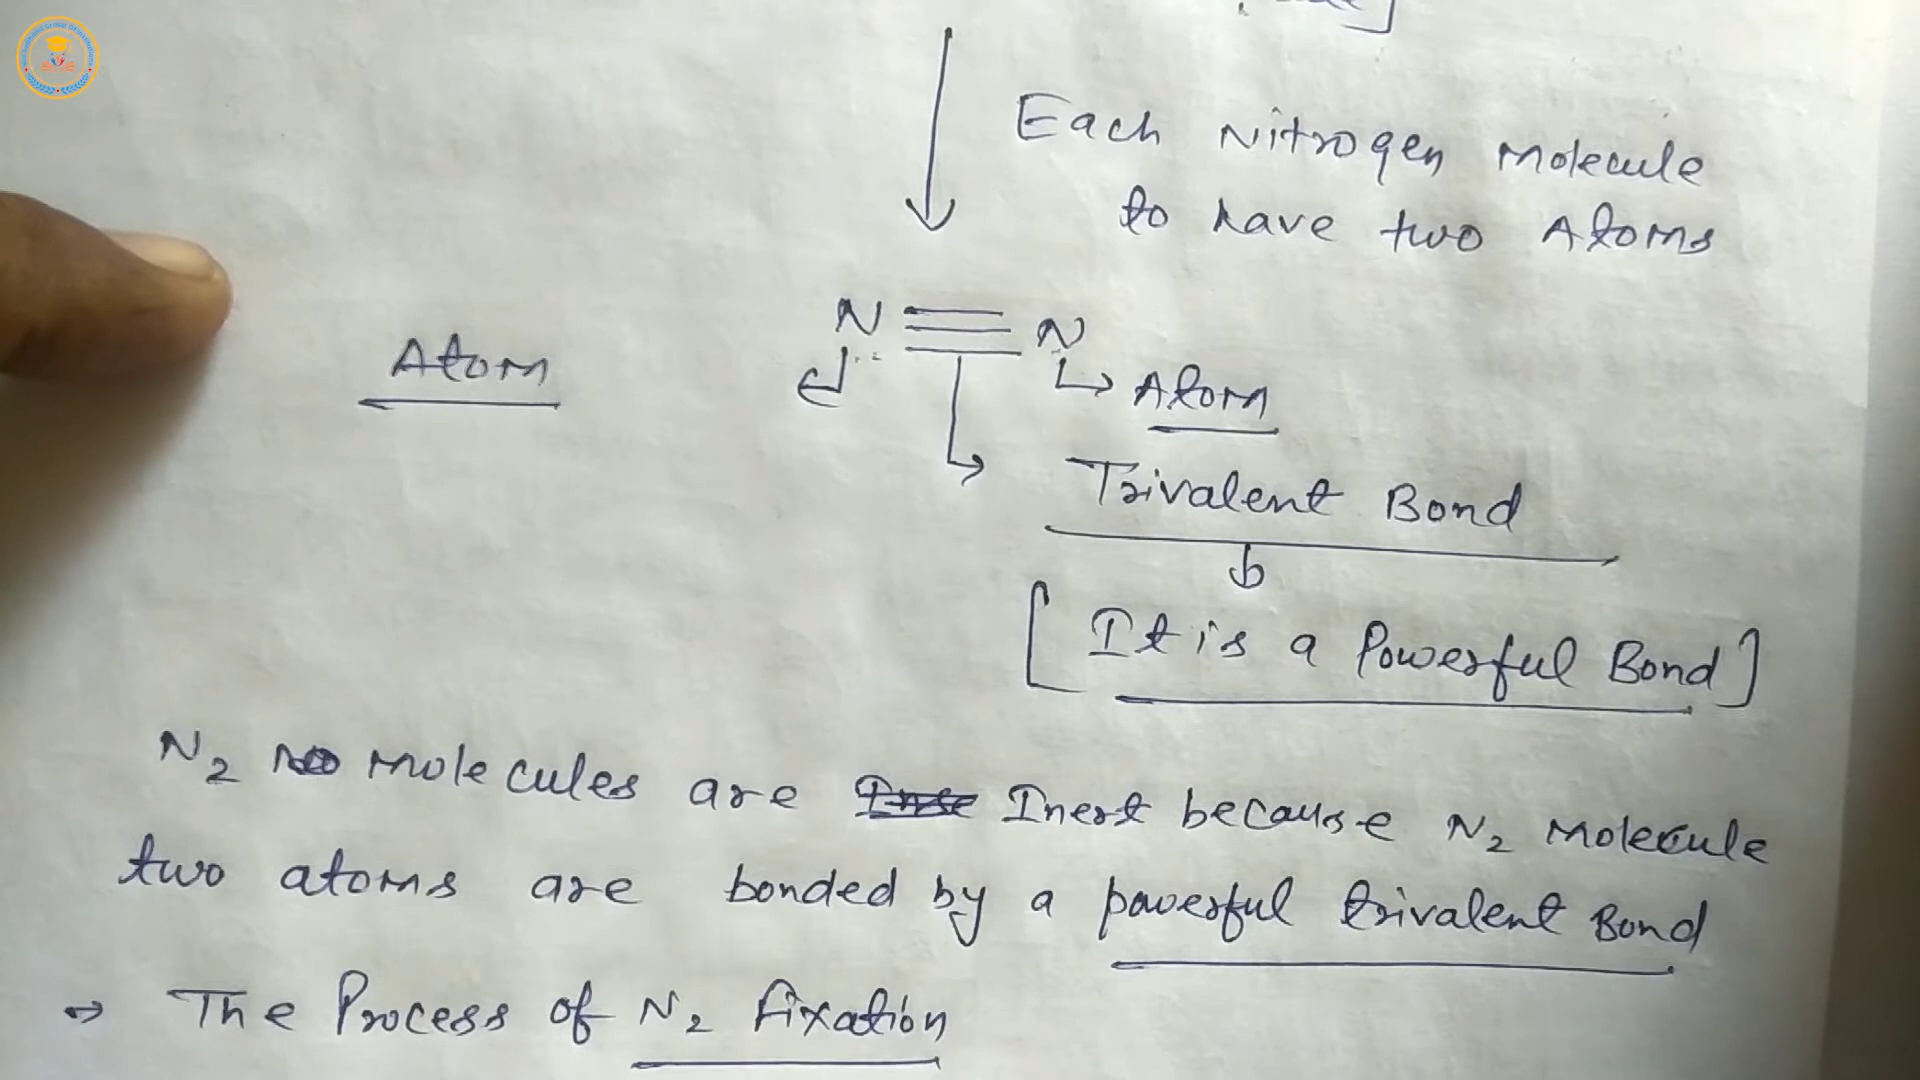 Each Nitrogen Molecule
to have two Atoms
N ≡ N
Atom
Atom
Trivalent Bond
[ It is a Powerful Bond ]
N2 molecules are Inert because N2 Molecule
two atoms are bonded by a powerful trivalent Bond
→ The Process of N2 fixation